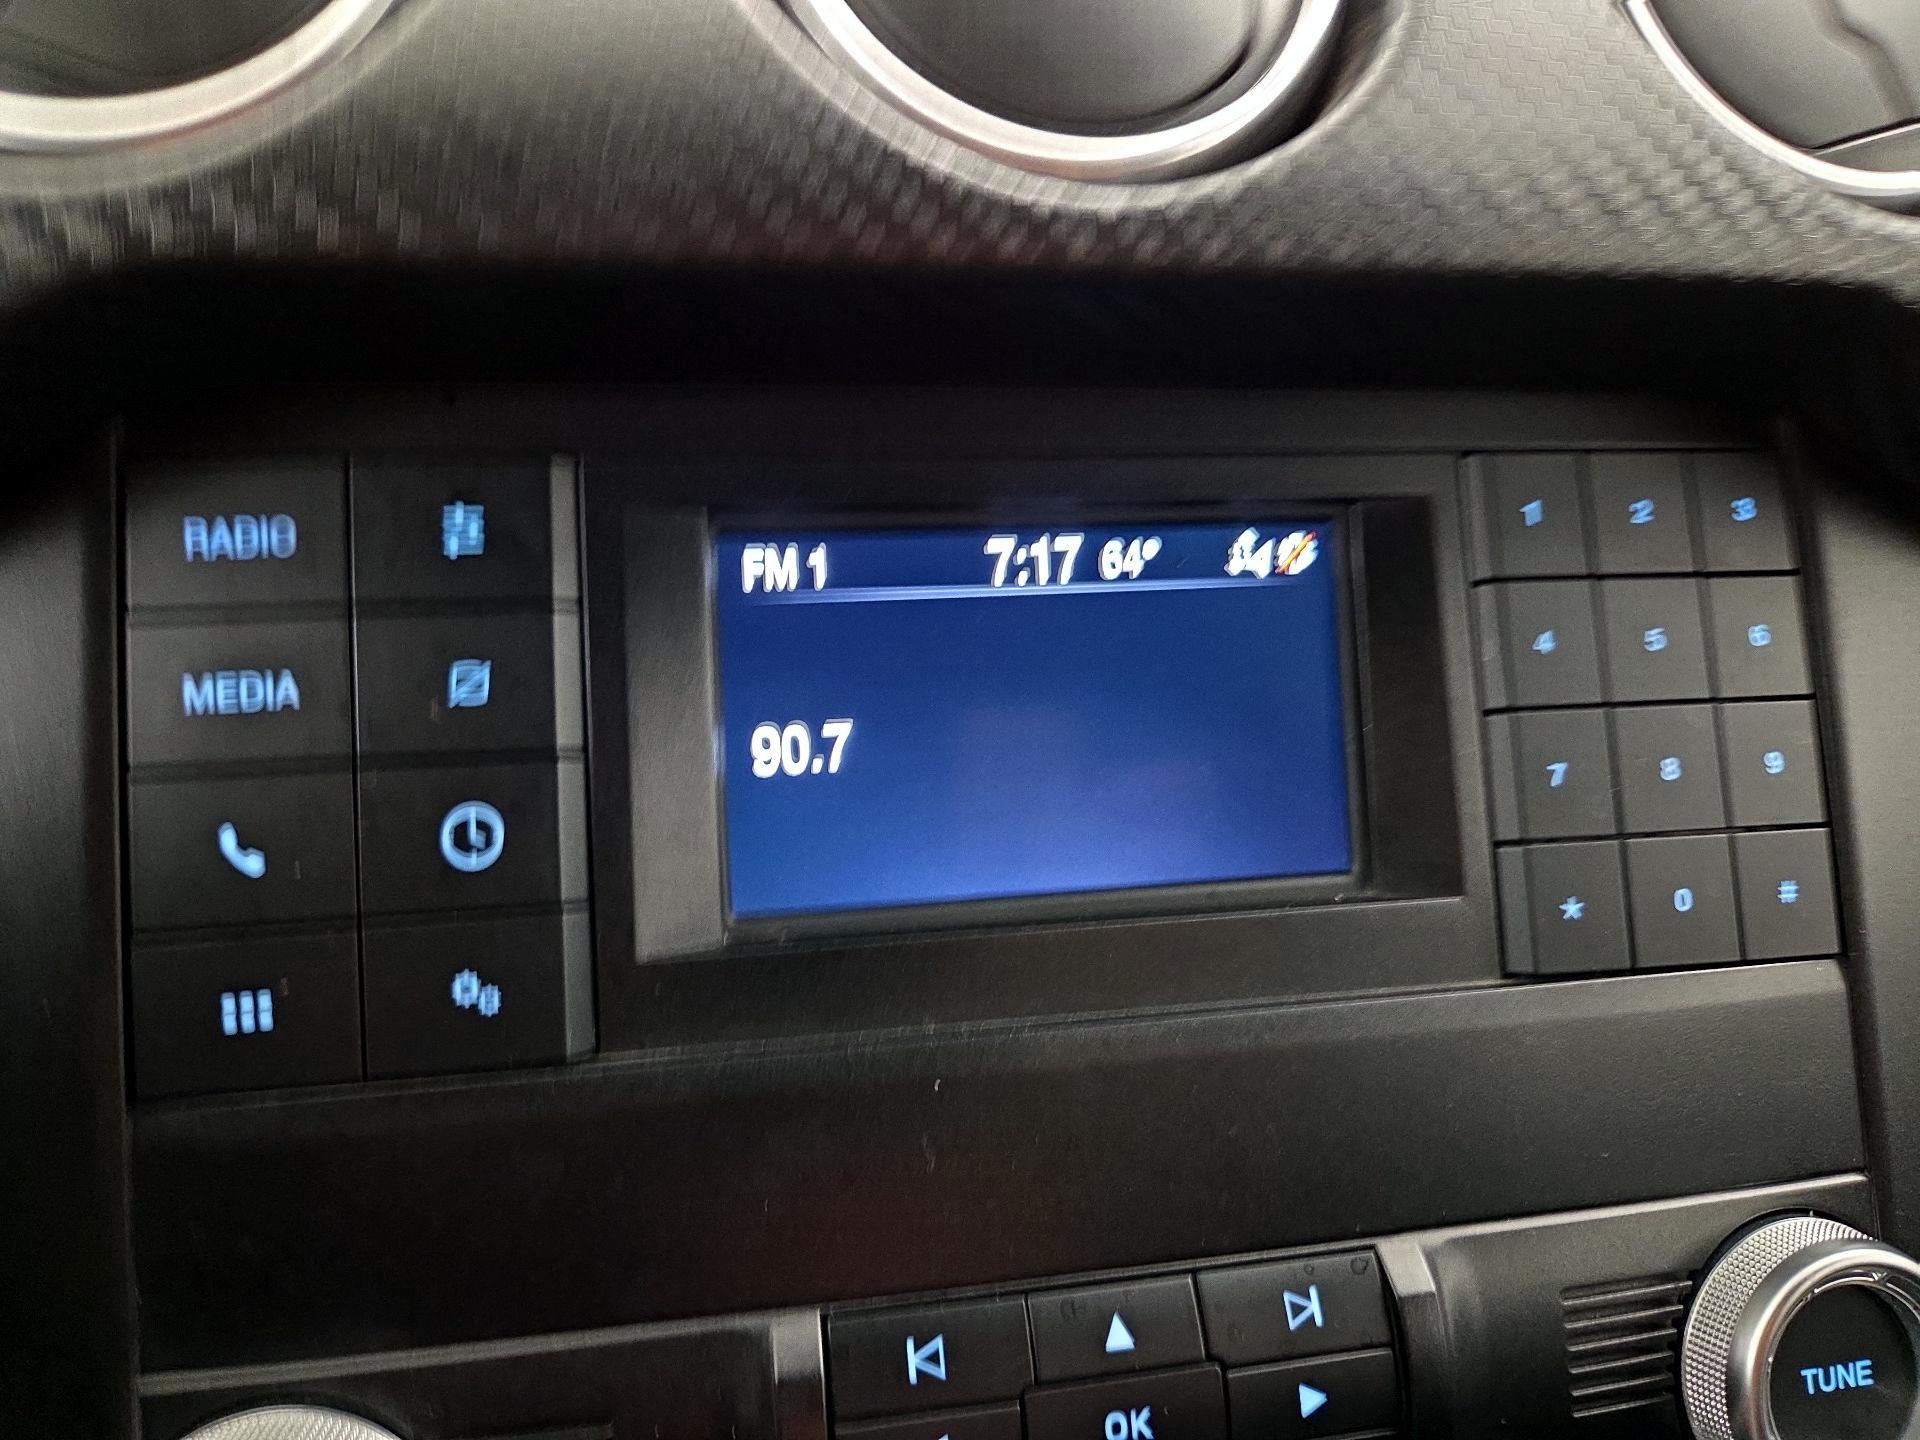 RADIO
MEDIA
FM 1 7:17 64°
90.7
1 2 3
4 5 6
7 8 9
* 0 #
OK
TUNE